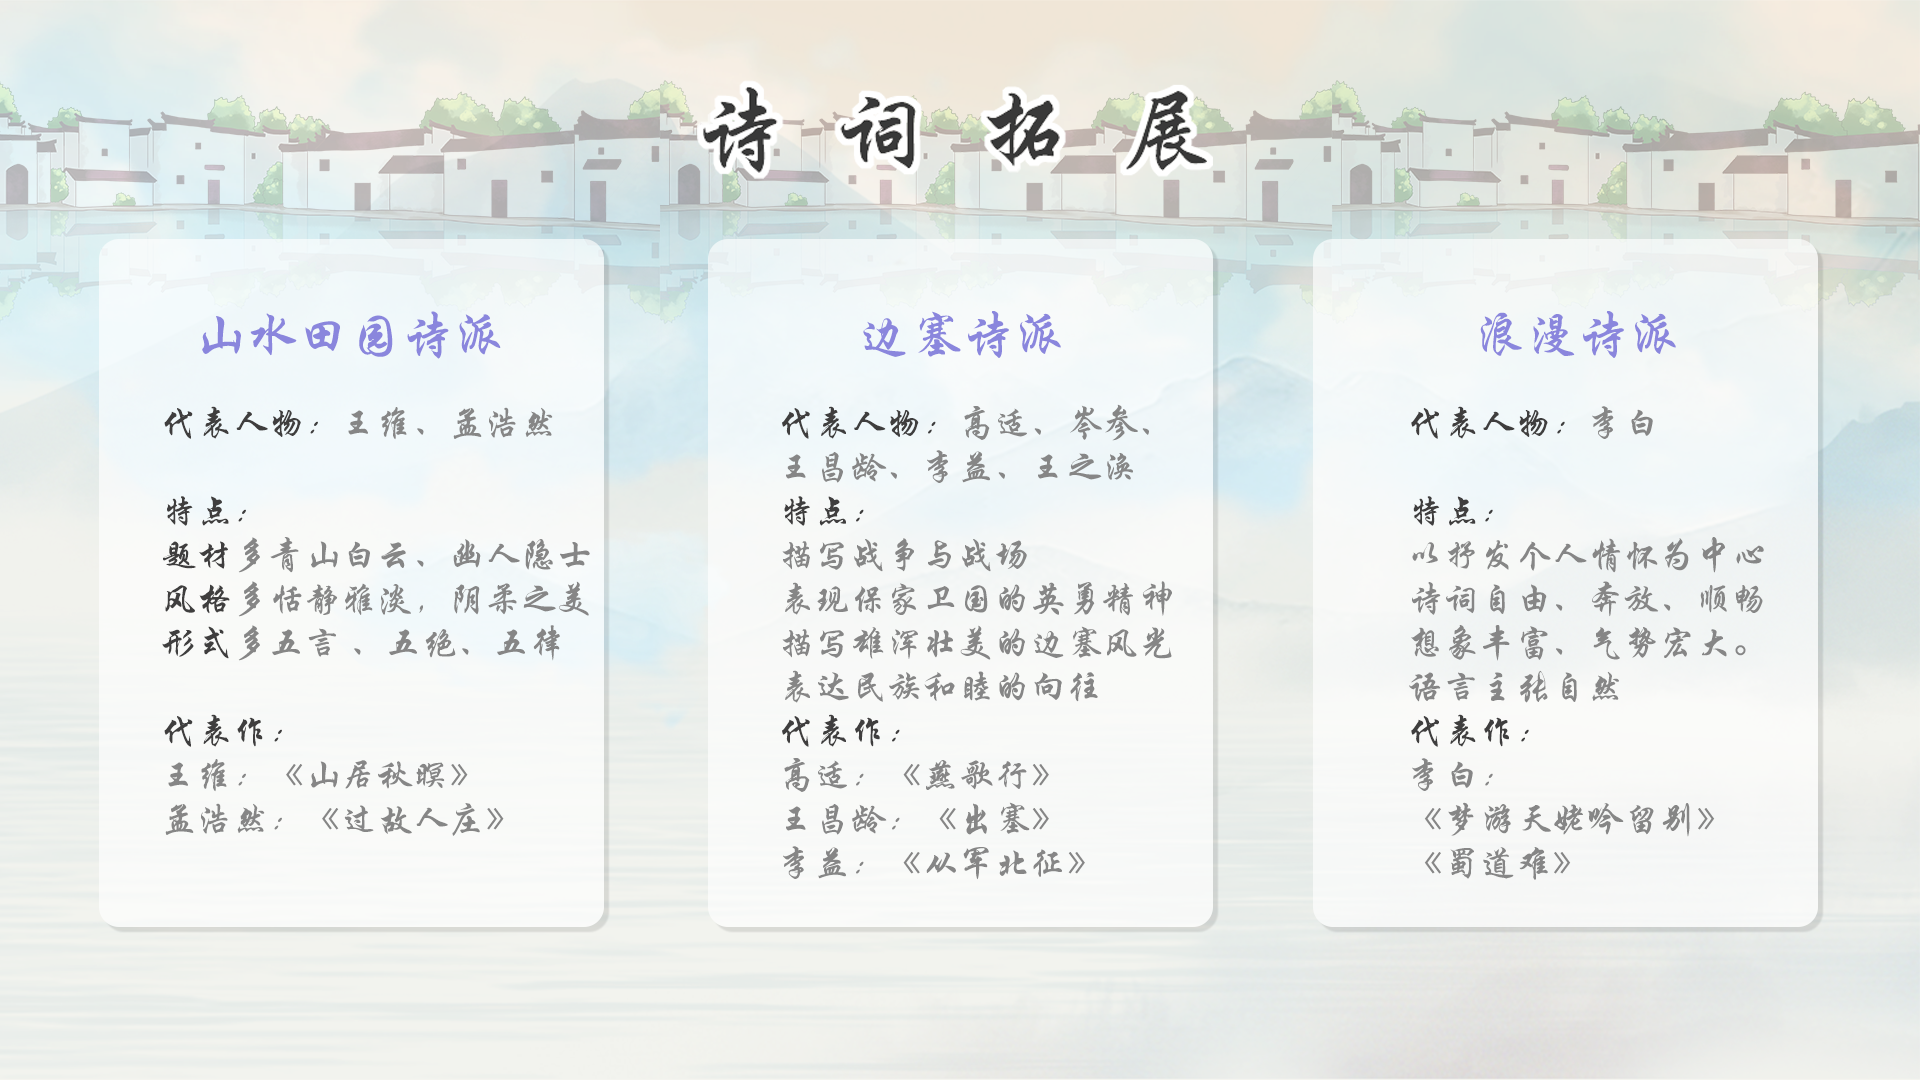 诗词拓展
山水田园诗派
代表人物：王维、孟浩然
特点：
题材多青山白云、幽人隐士
风格多恬静雅淡，阴柔之美
形式多五言、五绝、五律
代表作：
王维：《山居秋暝》
孟浩然：《过故人庄》
边塞诗派
代表人物：高适、岑参、
王昌龄、李益、王之涣
特点：
描写战争与战场
表现保家卫国的英勇精神
描写雄浑壮美的边塞风光
表达民族和睦的向往
代表作：
高适：《燕歌行》
王昌龄：《出塞》
李益：《从军北征》
浪漫诗派
代表人物：李白
特点：
以抒发个人情怀为中心
诗词自由、奔放、顺畅
想象丰富、气势宏大。
语言主张自然
代表作：
李白：
《梦游天姥吟留别》
《蜀道难》